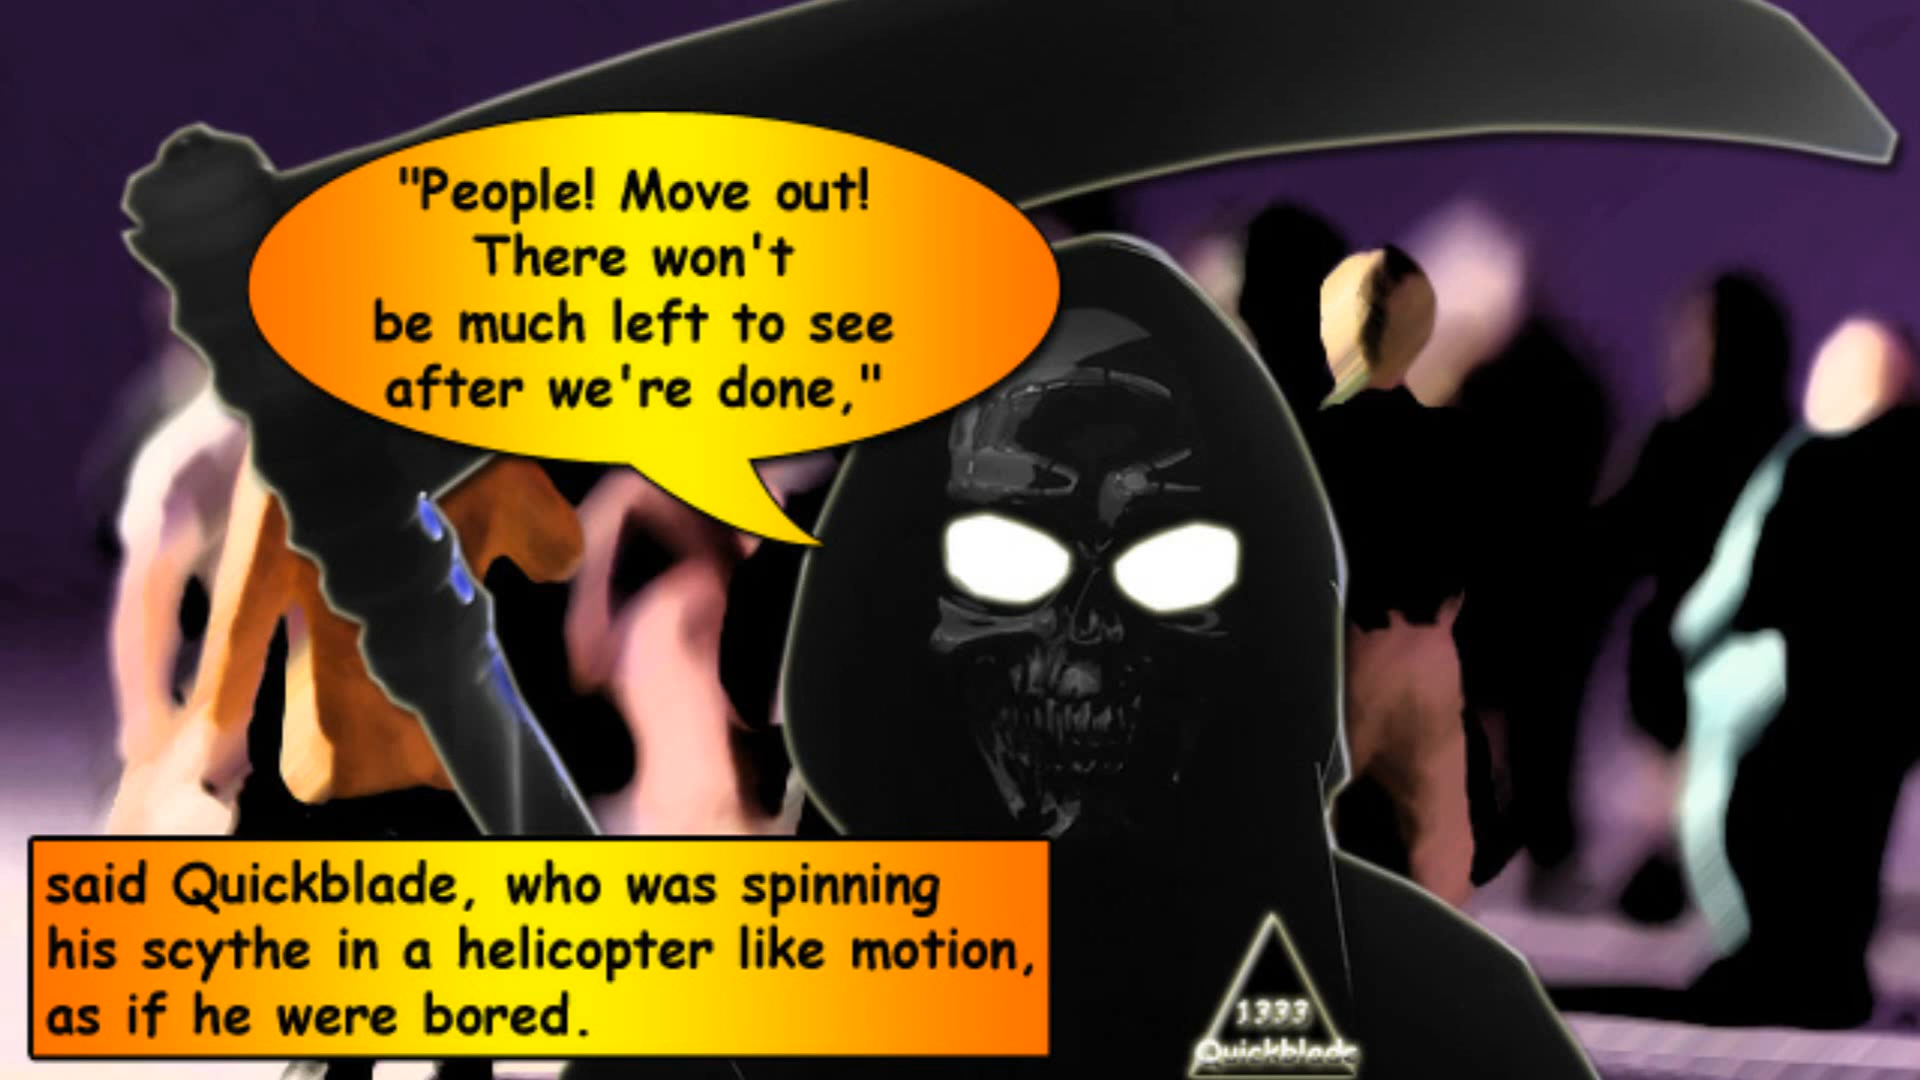 "People! Move out!
There won't
be much left to see
after we're done,"
said Quickblade, who was spinning
his scythe in a helicopter like motion,
as if he were bored.
1333
Quickblade